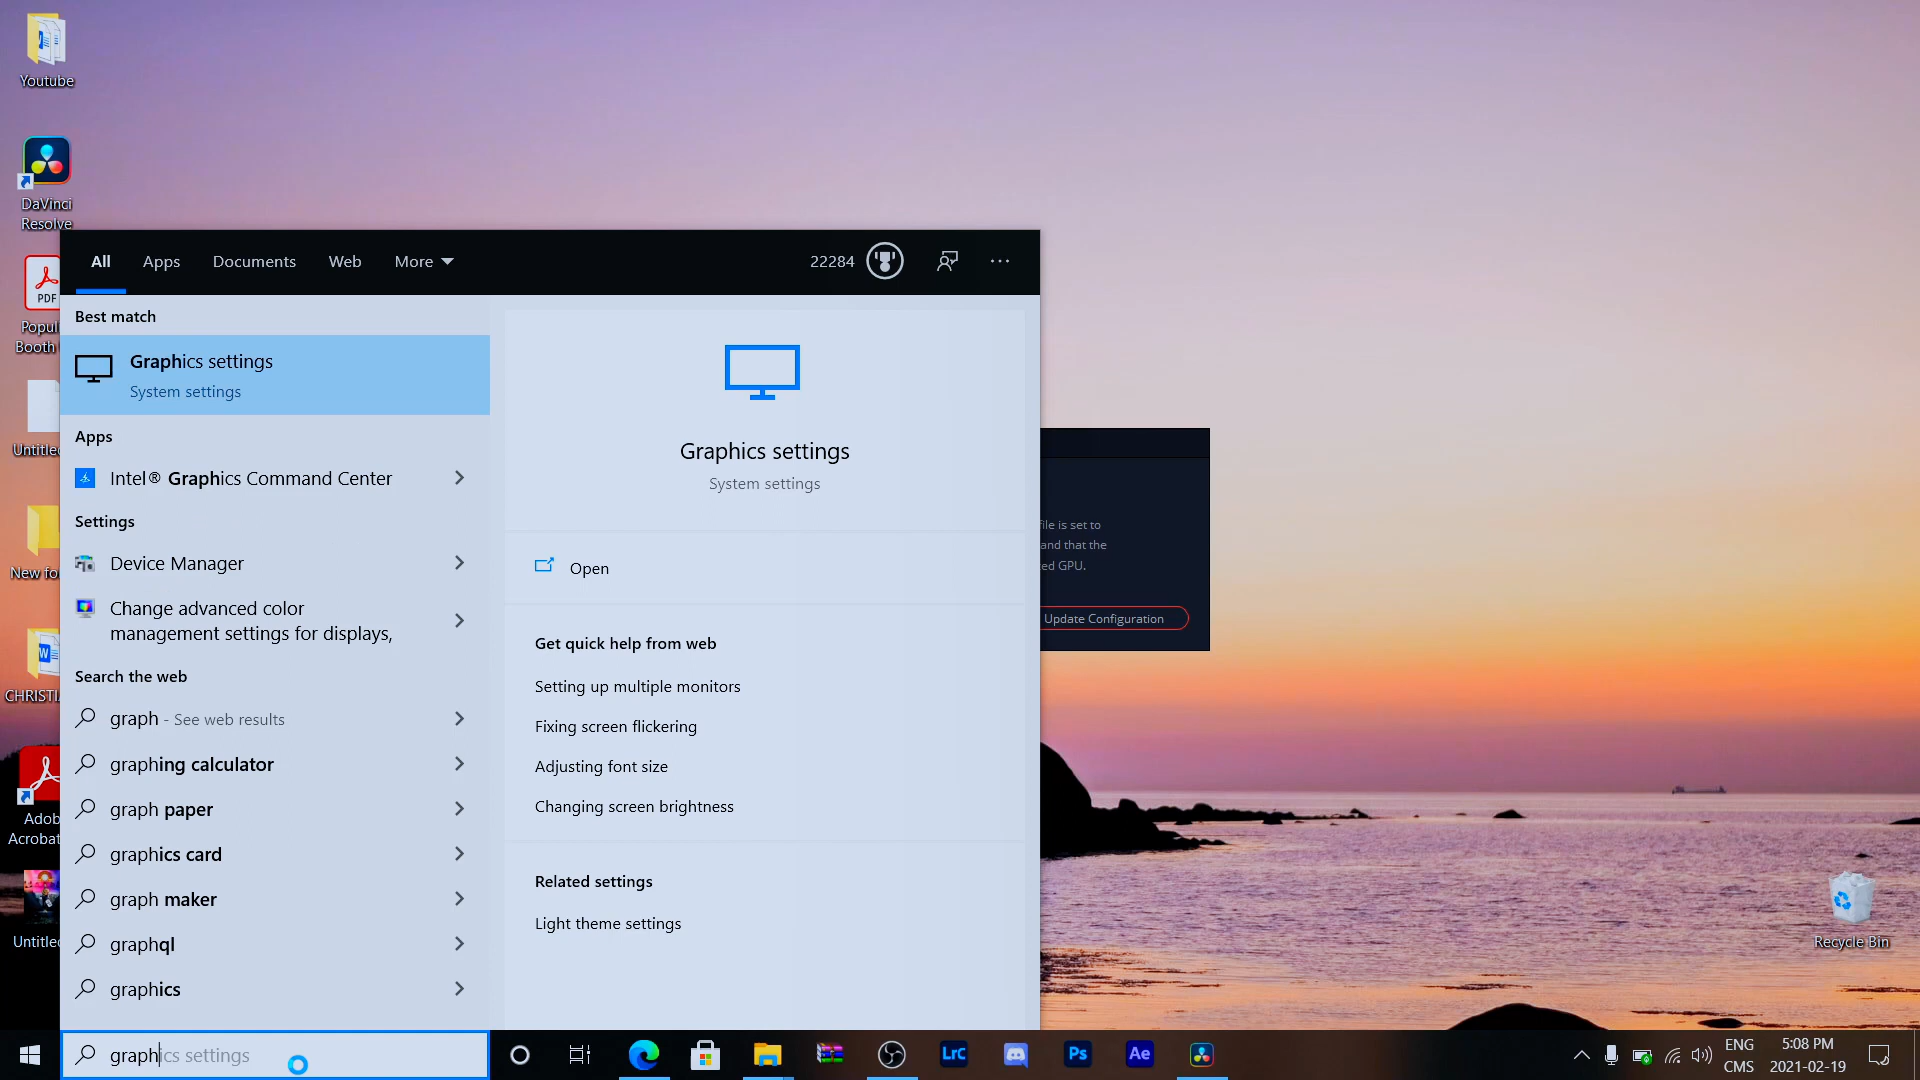 Youtube
DaVinci
Resolve
PDF
Popul
Booth
Untitle
New fo
CHRISTI
Adob
Acrobat
Untitle
All
Apps
Documents
Web
More
22284
Best match
Graphics settings
System settings
Apps
Intel® Graphics Command Center
Settings
Device Manager
Change advanced color
management settings for displays,
Search the web
graph - See web results
graphing calculator
graph paper
graphics card
graph maker
graphql
graphics
Graphics settings
System settings
Open
Get quick help from web
Setting up multiple monitors
Fixing screen flickering
Adjusting font size
Changing screen brightness
Related settings
Light theme settings
file is set to
and that the
ed GPU.
Update Configuration
Recycle Bin
graphics settings
LrC
Ps
Ae
ENG
CMS
5:08 PM
2021-02-19